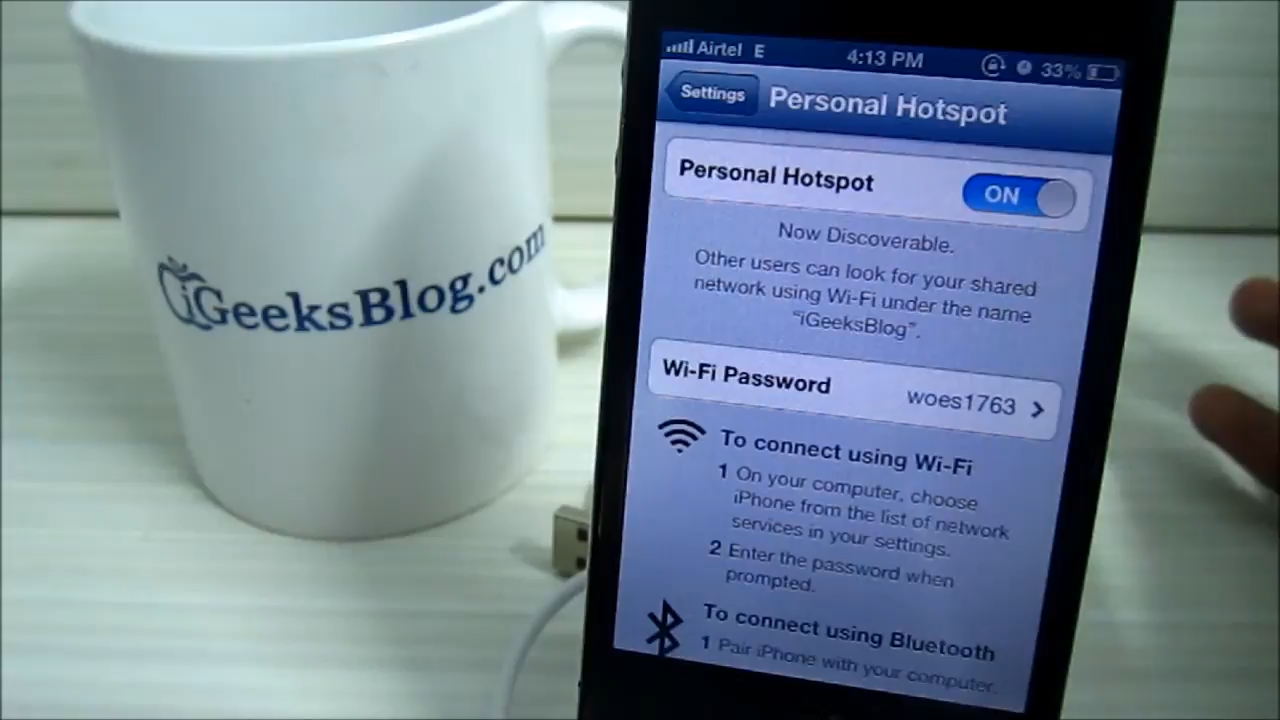 iGeeksBlog.com
Airtel E 4:13 PM 33%
Settings Personal Hotspot
Personal Hotspot ON
Now Discoverable.
Other users can look for your shared
network using Wi-Fi under the name
“iGeeksBlog”.
Wi-Fi Password woes1763
To connect using Wi-Fi
1 On your computer, choose
iPhone from the list of network
services in your settings.
2 Enter the password when
prompted.
To connect using Bluetooth
1 Pair iPhone with your computer.